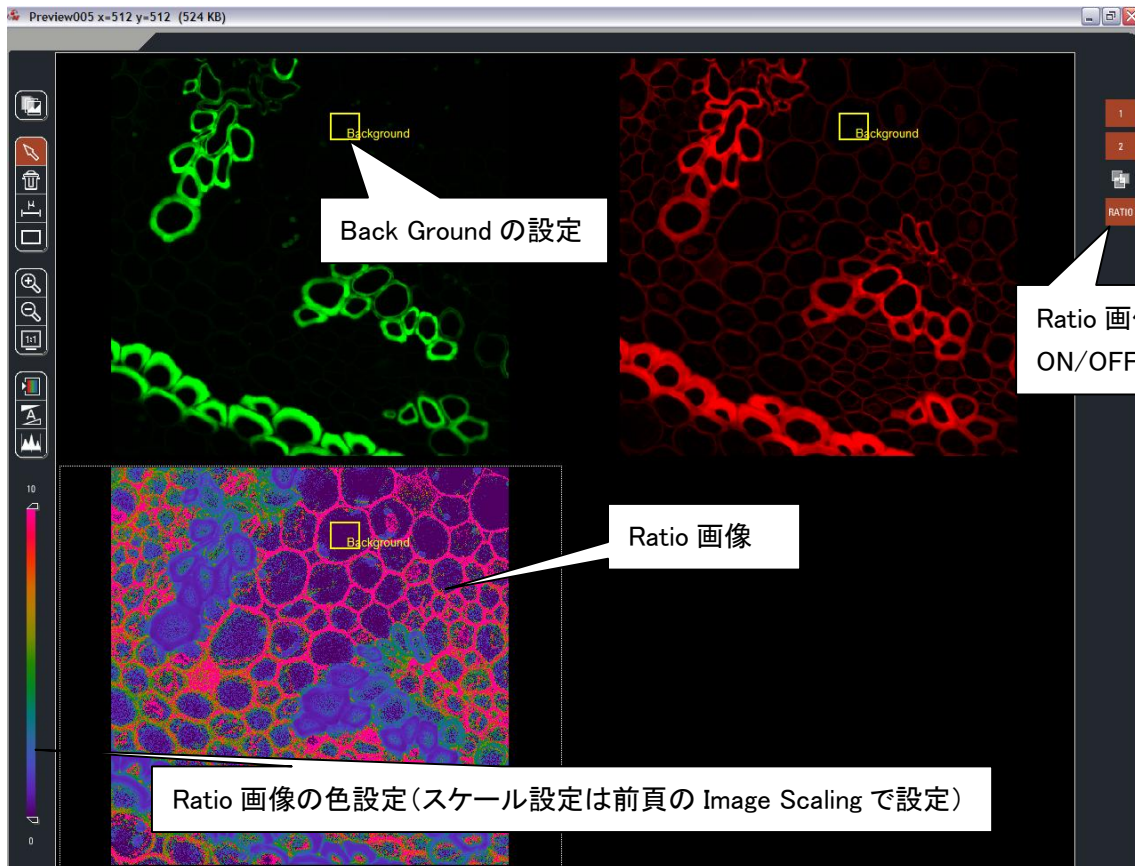 Preview005 x=512 y=512 (524 KB)
Background
Background
1
2
RATIO
Back Ground の設定
Ratio
ON/OFF
1:1
A
10
Background
Ratio 画像
Ratio 画像の色設定(スケール設定は前頁の Image Scaling で設定)
0